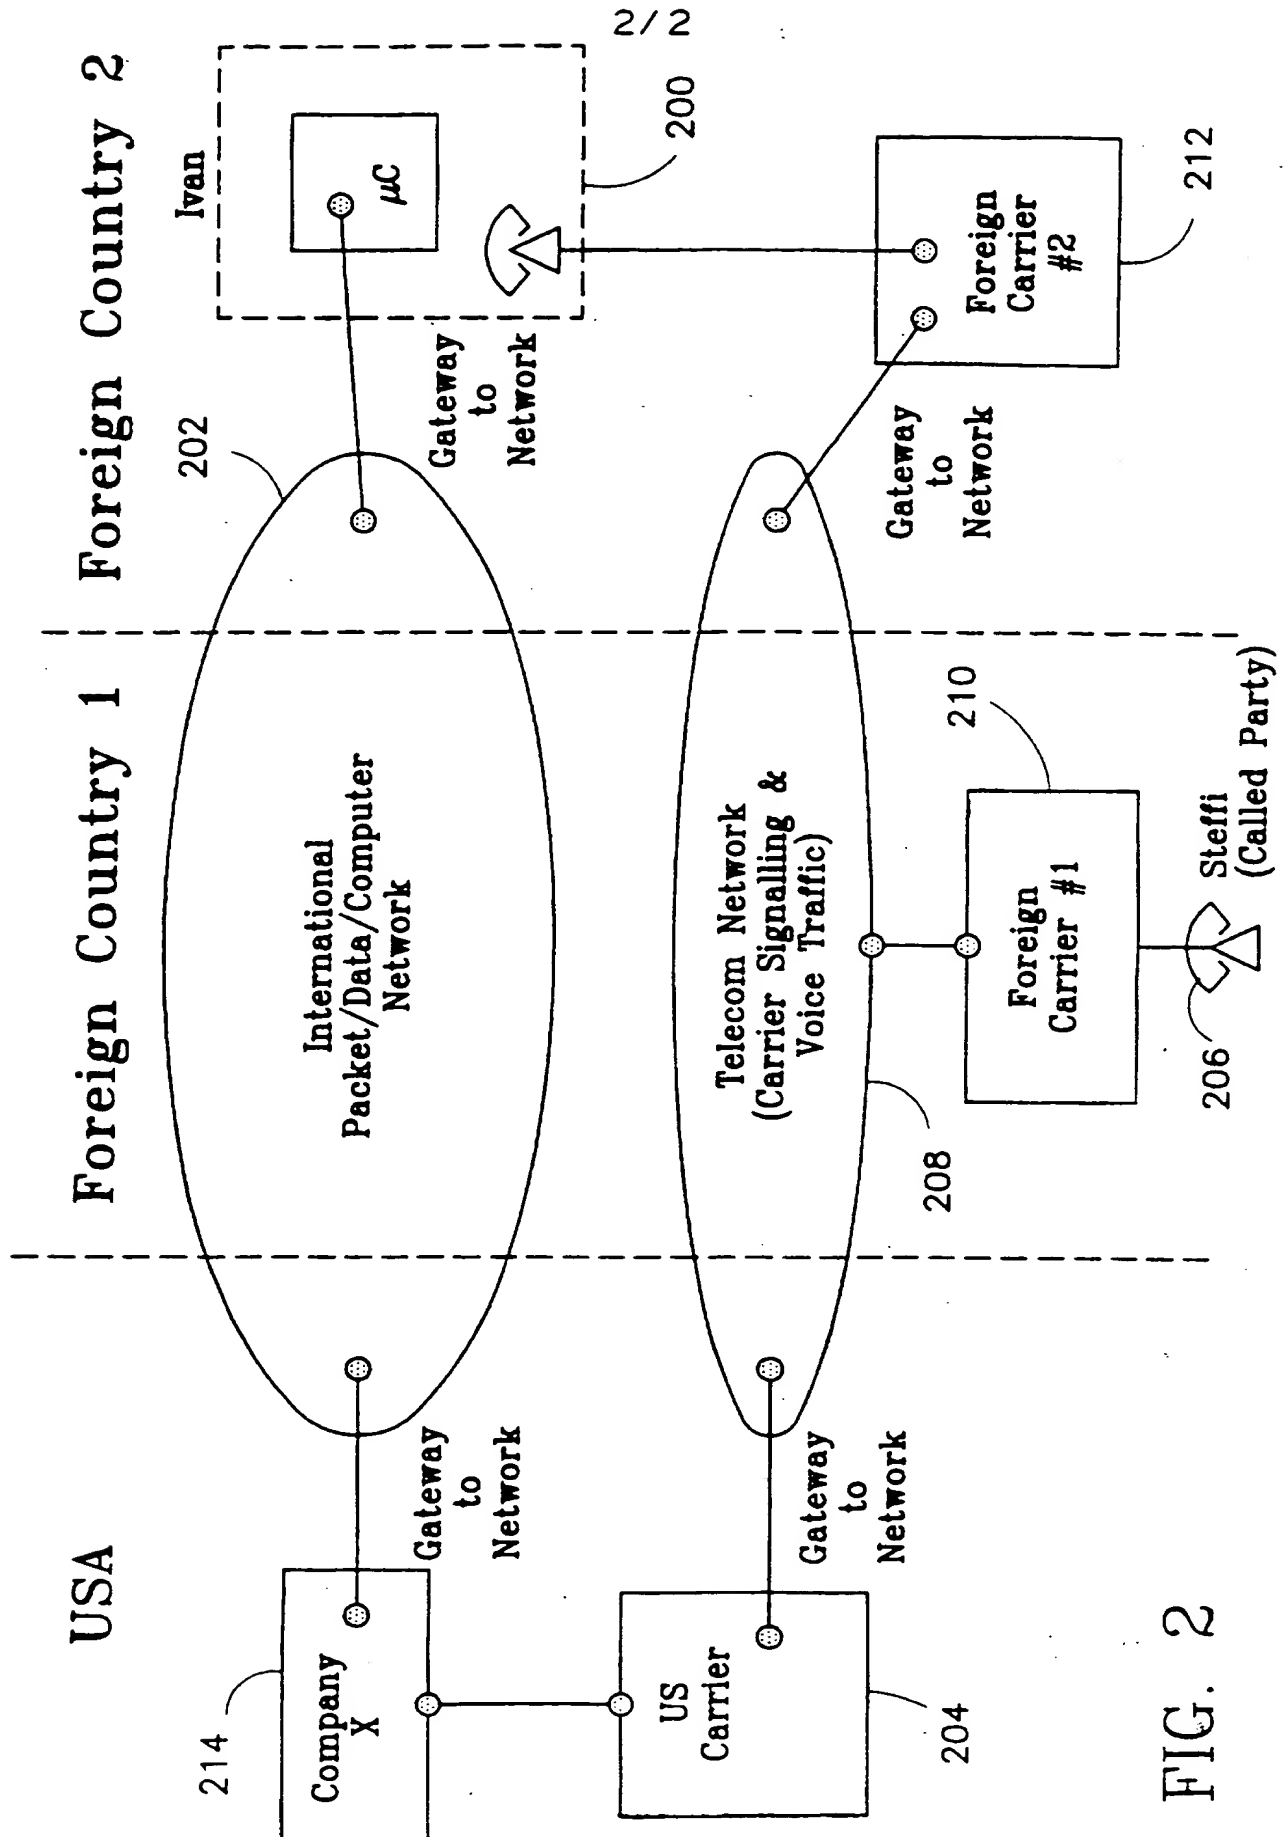 2/2
USA
Foreign Country 1
Foreign Country 2
214
Company
X
Gateway
to
Network
International
Packet/Data/Computer
Network
202
Gateway
to
Network
Ivan
μC
200
US
Carrier
204
Gateway
to
Network
Telecom Network
(Carrier Signalling &
Voice Traffic)
208
Gateway
to
Network
Foreign
Carrier
#2
212
Foreign
Carrier #1
210
206
Steffi
(Called Party)
FIG. 2